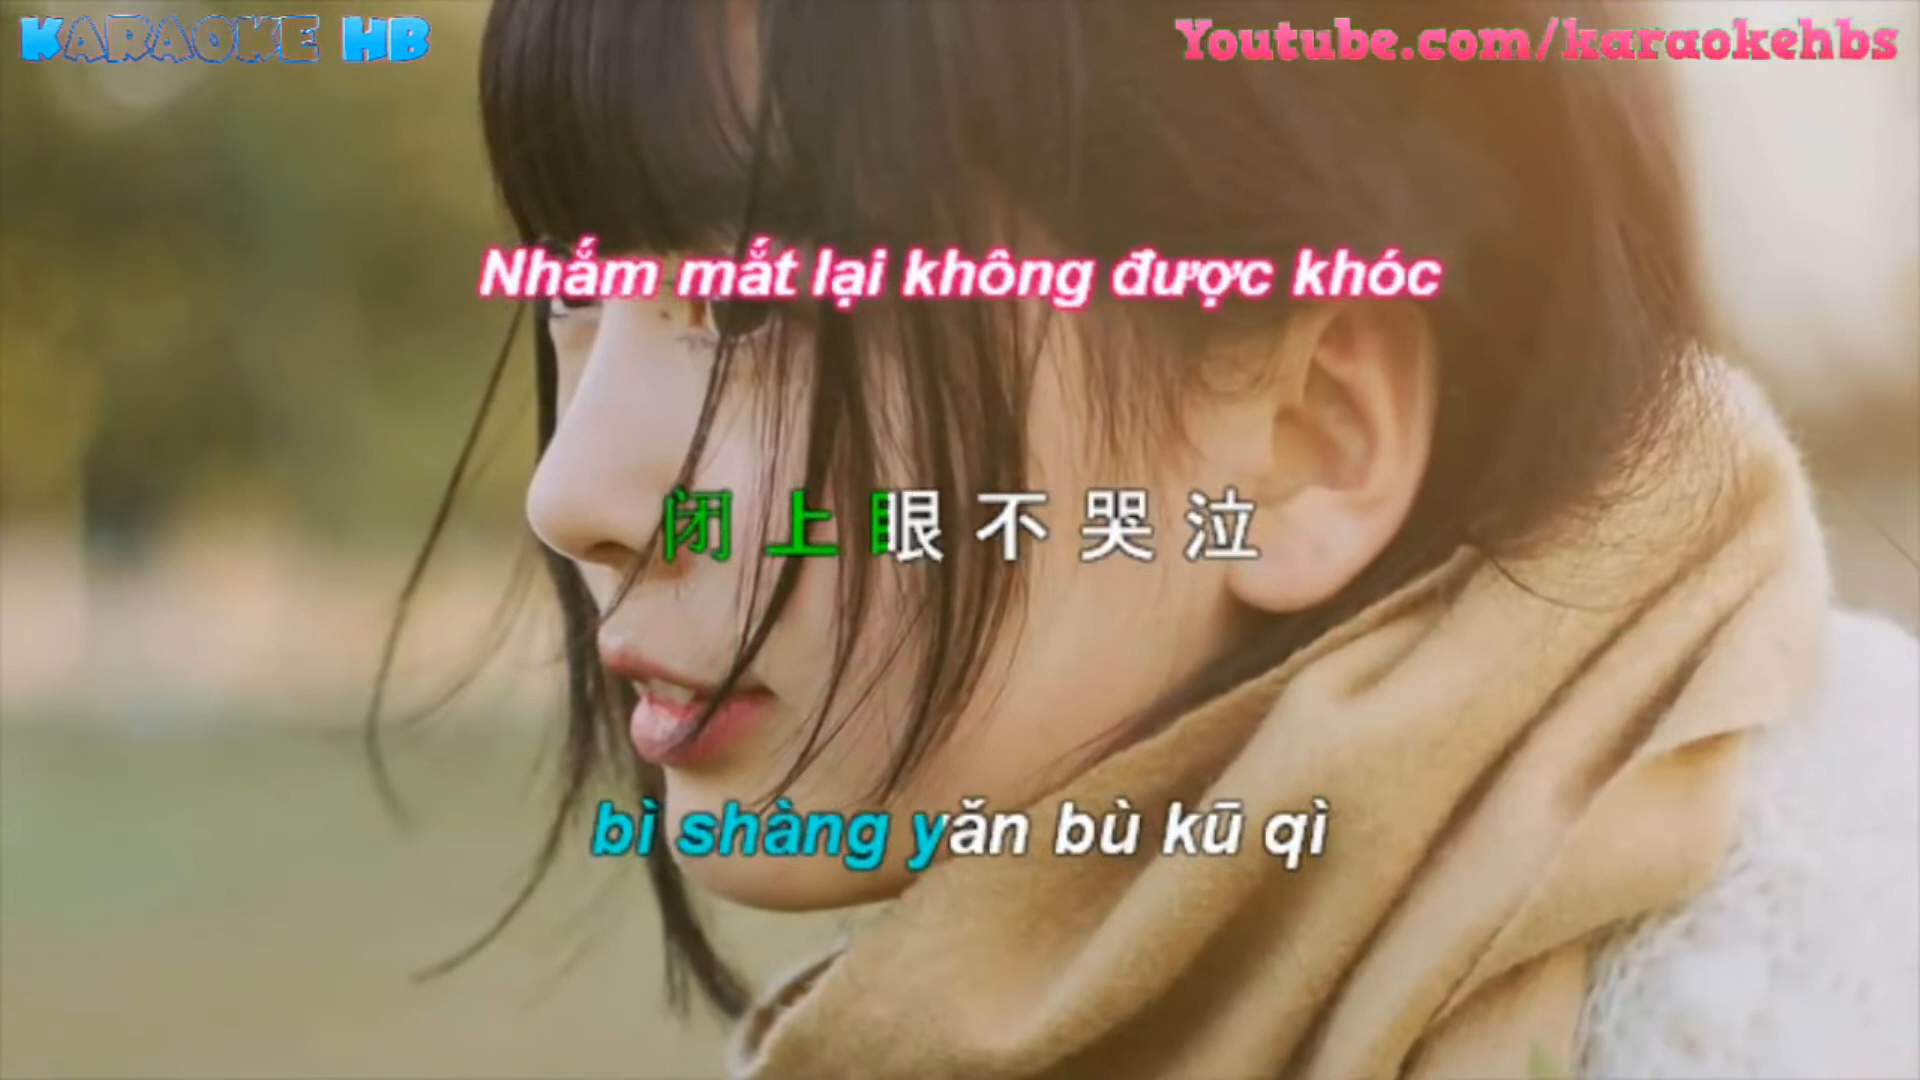 KARAOKE HB
Youtube.com/karaokehbs
Nhắm mắt lại không được khóc
闭上眼不哭泣
bì shàng yǎn bù kū qì